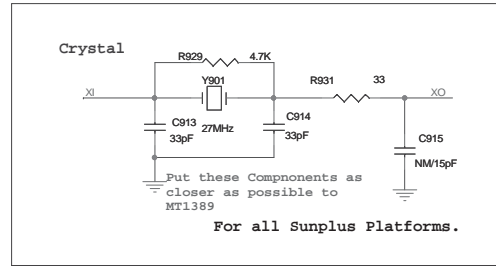 Crystal
R929 4.7K
Y901
R931 33
XI
XO
C913
33pF
27MHz
C914
33pF
C915
NM/15pF
Put these Compnonents as
closer as possible to
MT1389
For all Sunplus Platforms.